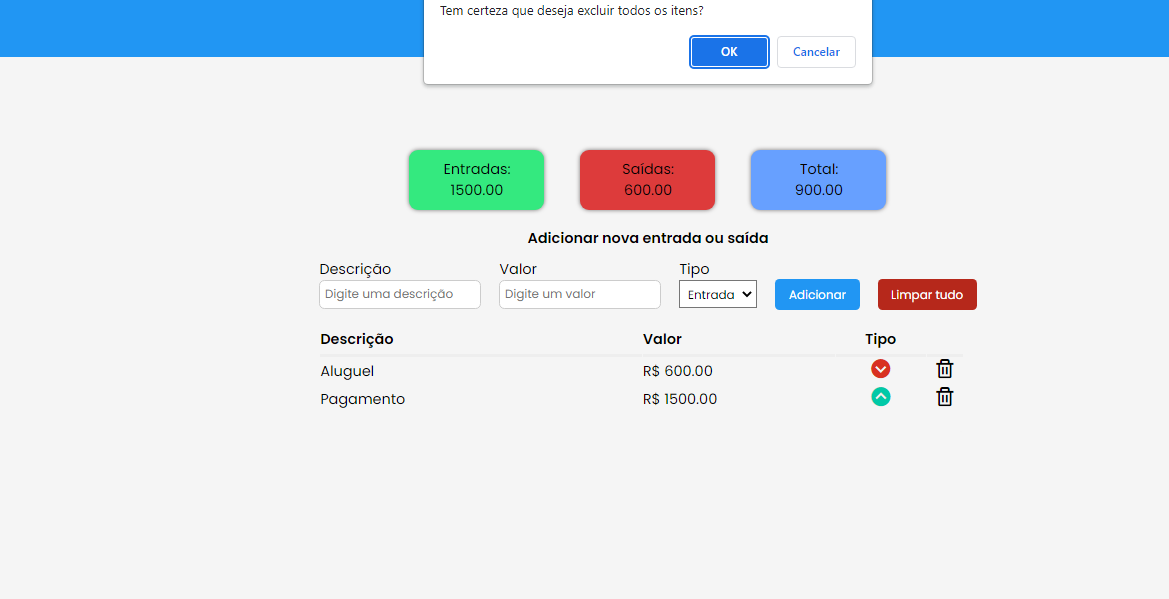 Tem certeza que deseja excluir todos os itens?
OK Cancelar
Entradas: Saídas: Total:
1500.00 600.00 900.00
Adicionar nova entrada ou saída
Descrição Valor Tipo
Digite uma descrição Digite um valor Entrada Adicionar Limpar tudo
Descrição Valor Tipo
Aluguel R$ 600.00
Pagamento R$ 1500.00